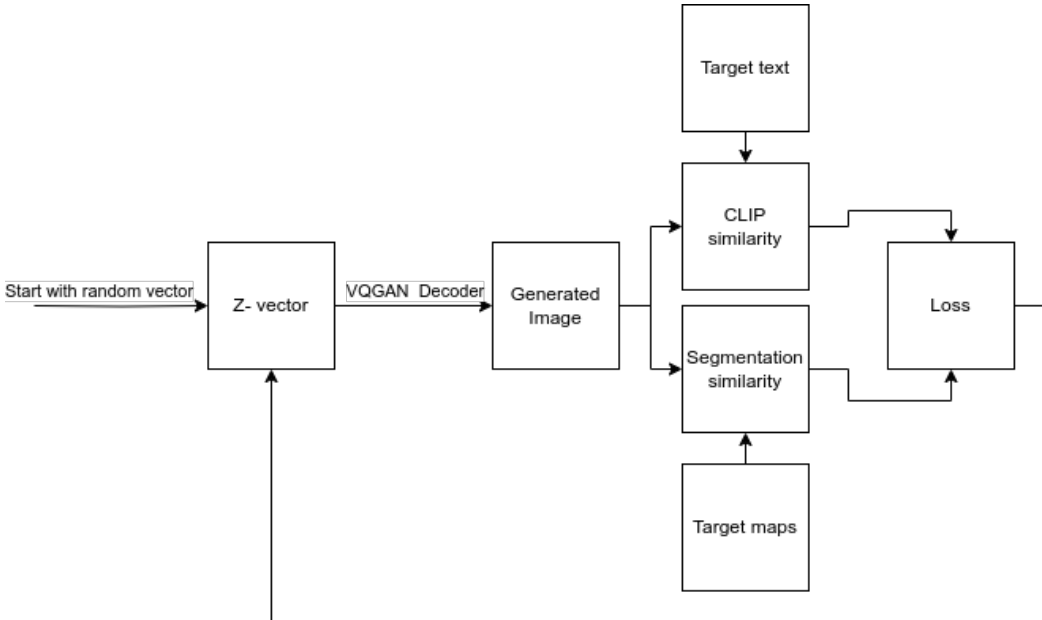 Target text
CLIP
similarity
Start with random vector
Z- vector
VQGAN  Decoder
Generated
Image
Loss
Segmentation
similarity
Target maps